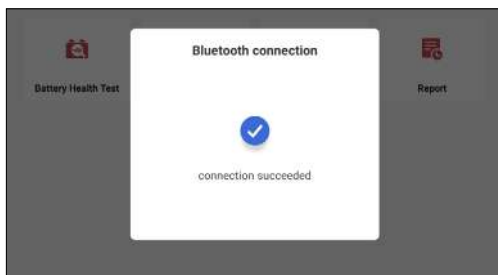 Bluetooth connection
Battery Health Test
Report
connection succeeded